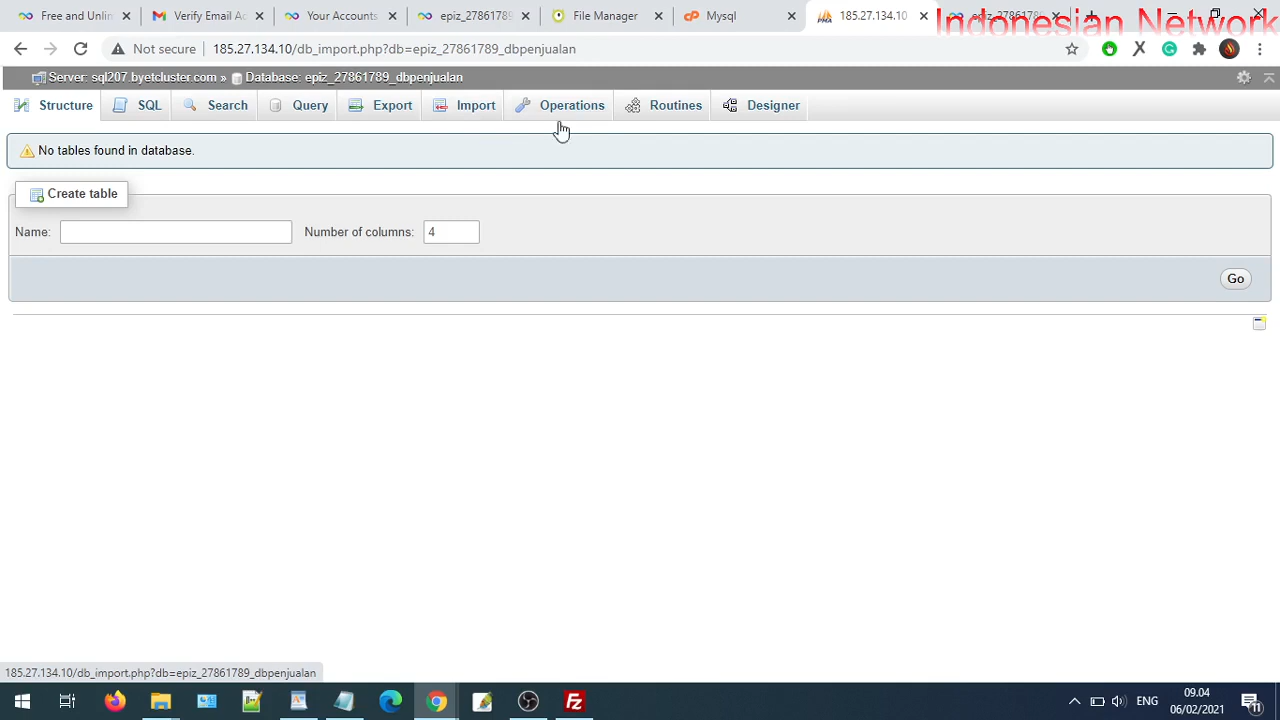 Free and Unlin
Verify Email Ac
Your Accounts
epiz_27861789
File Manager
Mysql
185.27.134.10
epiz_27861789
Indonesian Network
Not secure
185.27.134.10/db_import.php?db=epiz_27861789_dbpenjualan
Server: sql207.byetcluster.com » Database: epiz_27861789_dbpenjualan
Structure
SQL
Search
Query
Export
Import
Operations
Routines
Designer
No tables found in database.
Create table
Name:
Number of columns: 4
Go
185.27.134.10/db_import.php?db=epiz_27861789_dbpenjualan
ENG
09.04
06/02/2021
11